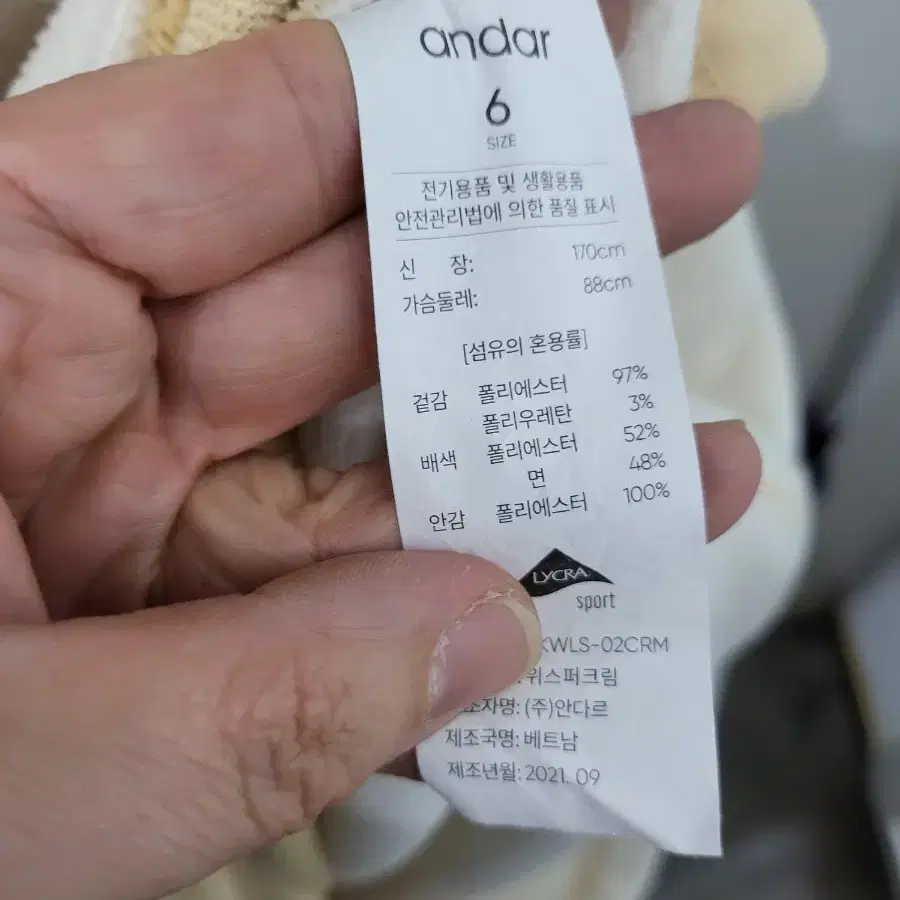 andar
6
SIZE
전기용품 및 생활용품
안전관리법에 의한 품질 표시
신 장: 170cm
가슴둘레: 88cm
[섬유의 혼용률]
겉감 폴리에스터 97%
폴리우레탄 3%
배색 폴리에스터 52%
면 48%
안감 폴리에스터 100%
LYCRA
sport
KWLS-02CRM
위스퍼크림
조자명: (주)안다르
제조국명: 베트남
제조년월: 2021. 09